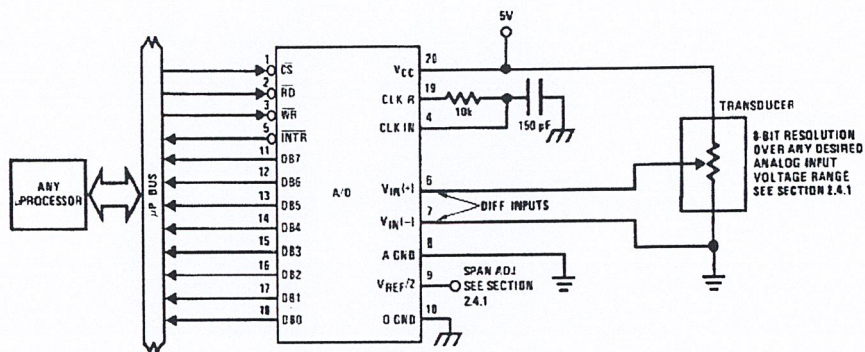 5V
1 CS
2 RD
3 WR
5 INTR
11 DB7
12 DB6
13 DB5
14 DB4
15 DB3
16 DB2
17 DB1
18 DB0
ANY
µPROCESSOR
µP BUS
A/D
VCC 20
CLK R 19
10k
CLK IN 4
150 pF
VIN(+) 6
DIFF INPUTS
VIN(−) 7
A GND 8
VREF/2 9
SPAN ADJ
SEE SECTION
2.4.1
D GND 10
TRANSDUCER
8-BIT RESOLUTION
OVER ANY DESIRED
ANALOG INPUT
VOLTAGE RANGE
SEE SECTION 2.4.1